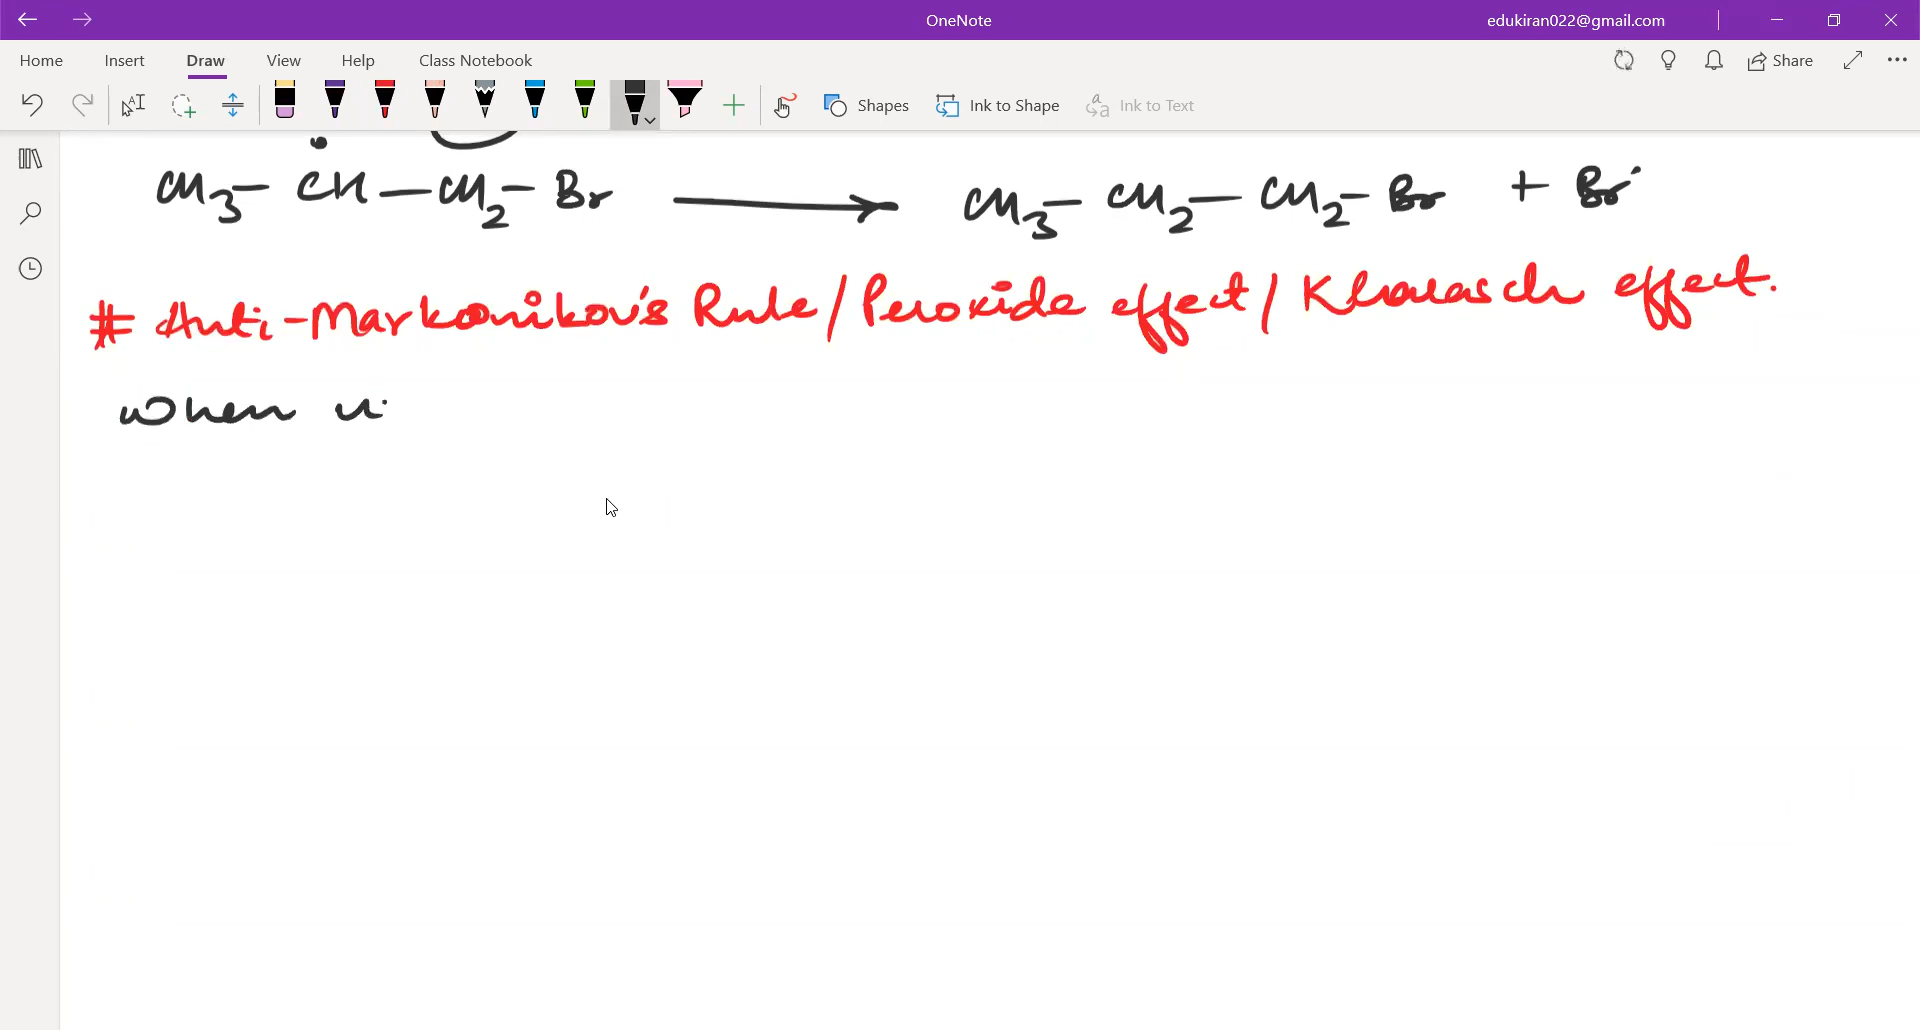 OneNote
edukiran022@gmail.com
Home Insert Draw View Help Class Notebook
Share
Shapes Ink to Shape Ink to Text
CH3 - ĊH - CH2 - Br ⟶ CH3 - CH2 - CH2 - Br + Br˙
# Anti-Markonikov's Rule/Peroxide effect/Kharasch effect.
when